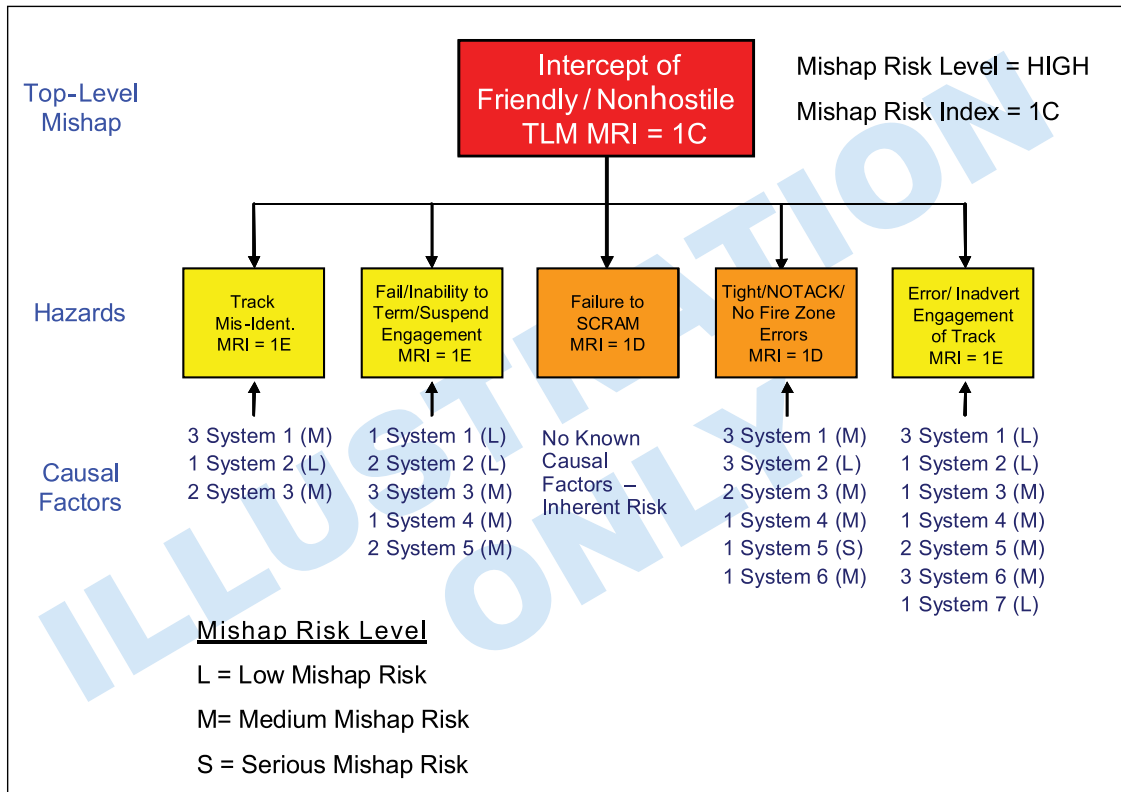 Top-Level
Mishap
Intercept of
Friendly / Nonhostile
TLM MRI = 1C
Mishap Risk Level = HIGH
Mishap Risk Index = 1C
Hazards
Track
Mis-Ident.
MRI = 1E
Fail/Inability to
Term/Suspend
Engagement
MRI = 1E
Failure to
SCRAM
MRI = 1D
Tight/NOTACK/
No Fire Zone
Errors
MRI = 1D
Error/ Inadvert
Engagement
of Track
MRI = 1E
Causal
Factors
3 System 1 (M)
1 System 2 (L)
2 System 3 (M)
1 System 1 (L)
2 System 2 (L)
3 System 3 (M)
1 System 4 (M)
2 System 5 (M)
No Known
Causal
Factors –
Inherent Risk
3 System 1 (M)
3 System 2 (L)
2 System 3 (M)
1 System 4 (M)
1 System 5 (S)
1 System 6 (M)
3 System 1 (L)
1 System 2 (L)
1 System 3 (M)
1 System 4 (M)
2 System 5 (M)
3 System 6 (M)
1 System 7 (L)
Mishap Risk Level
L = Low Mishap Risk
M= Medium Mishap Risk
S = Serious Mishap Risk
ILLUSTRATION
ONLY